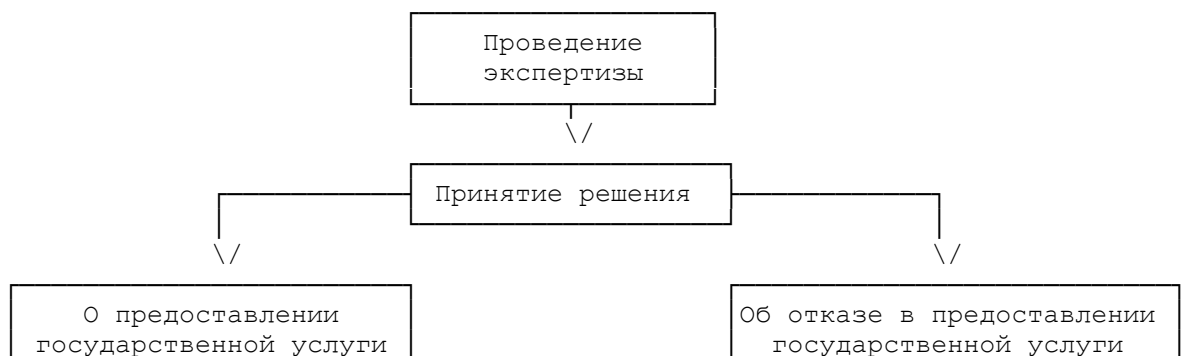 Проведение
экспертизы
Принятие решения
О предоставлении
государственной услуги
Об отказе в предоставлении
государственной услуги